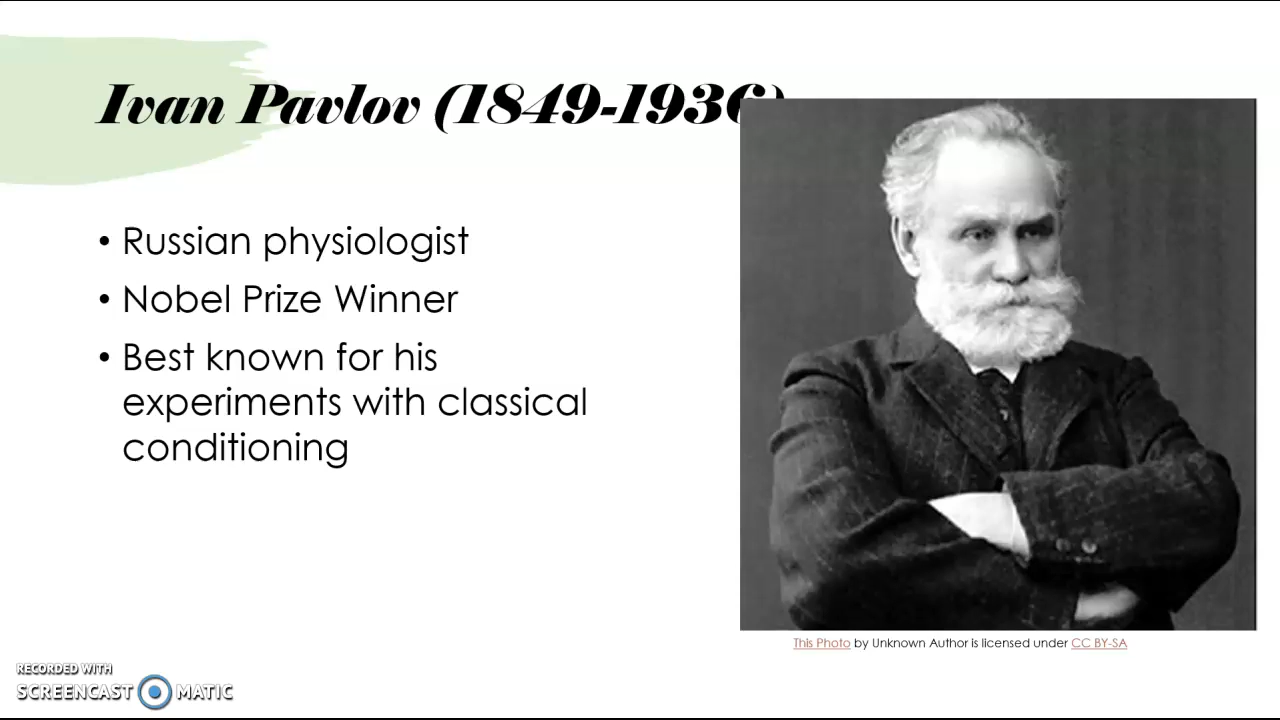 Ivan Pavlov (1849-1936)
• Russian physiologist
• Nobel Prize Winner
• Best known for his
experiments with classical
conditioning
This Photo by Unknown Author is licensed under CC BY-SA
RECORDED WITH
SCREENCAST MATIC